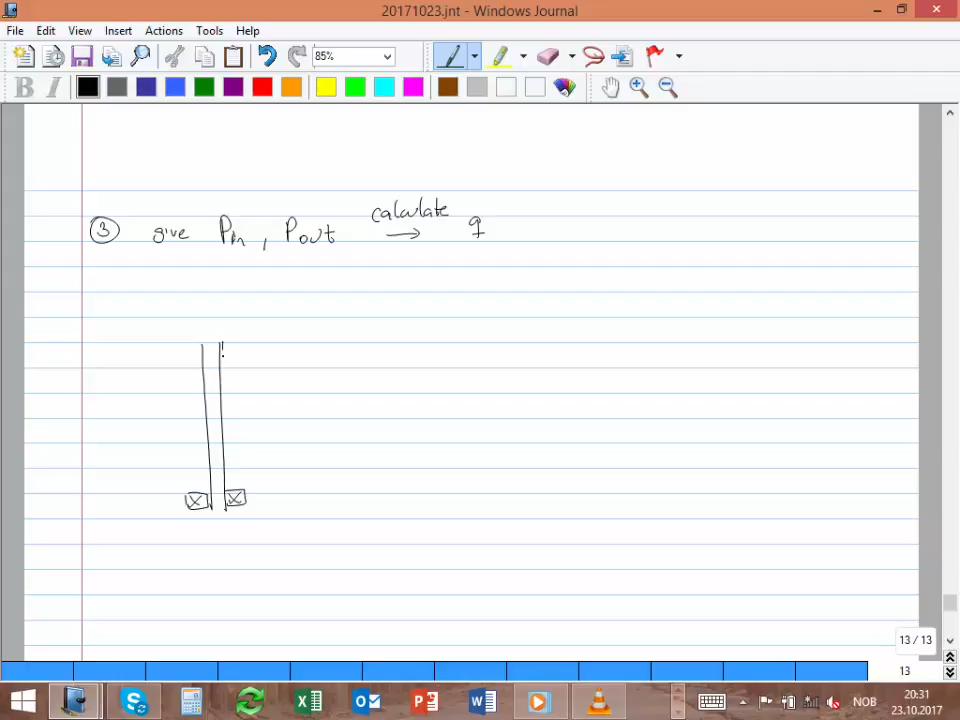 20171023.jnt - Windows Journal
File Edit View Insert Actions Tools Help
85%
B I
calculate
③ give Pin , Pout → q
X X
13 / 13
13
NOB
20:31
23.10.2017